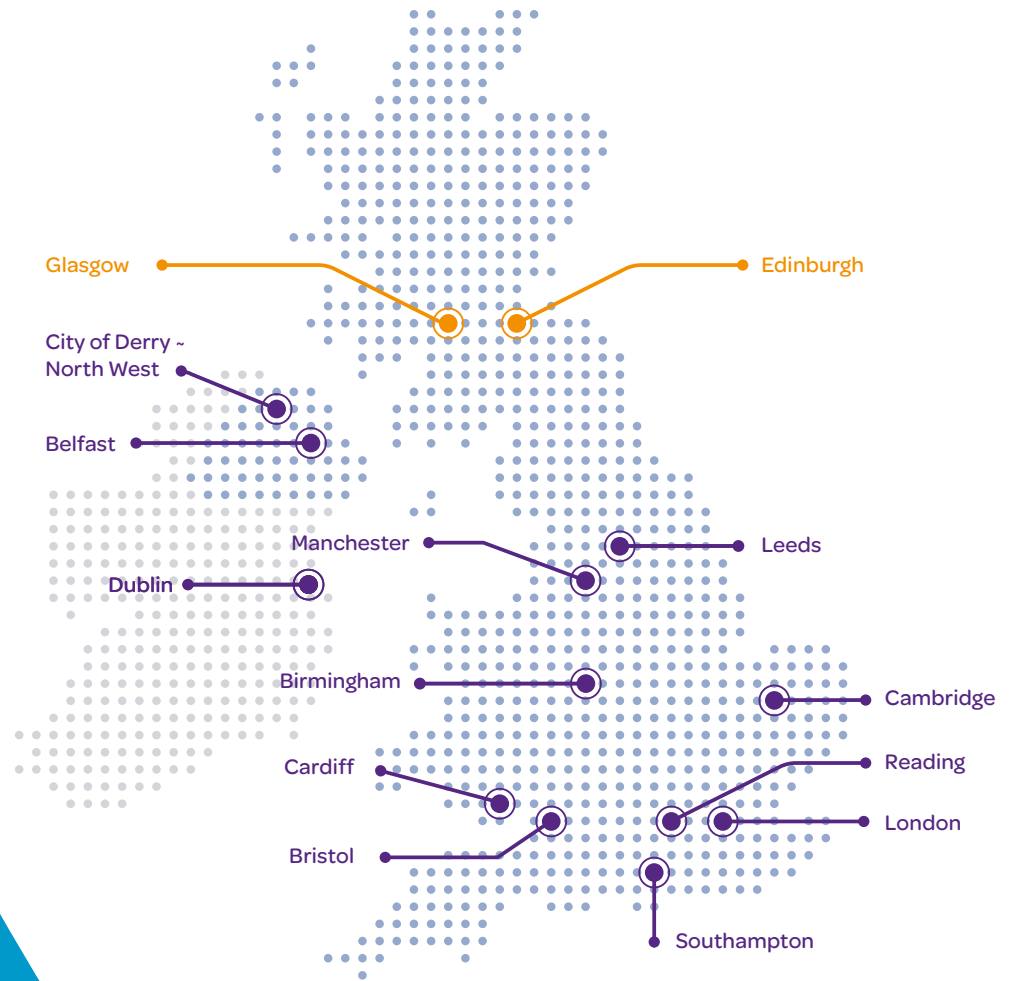 Glasgow
Edinburgh
City of Derry ~
North West
Belfast
Manchester
Leeds
Dublin
Birmingham
Cambridge
Cardiff
Reading
London
Bristol
Southampton